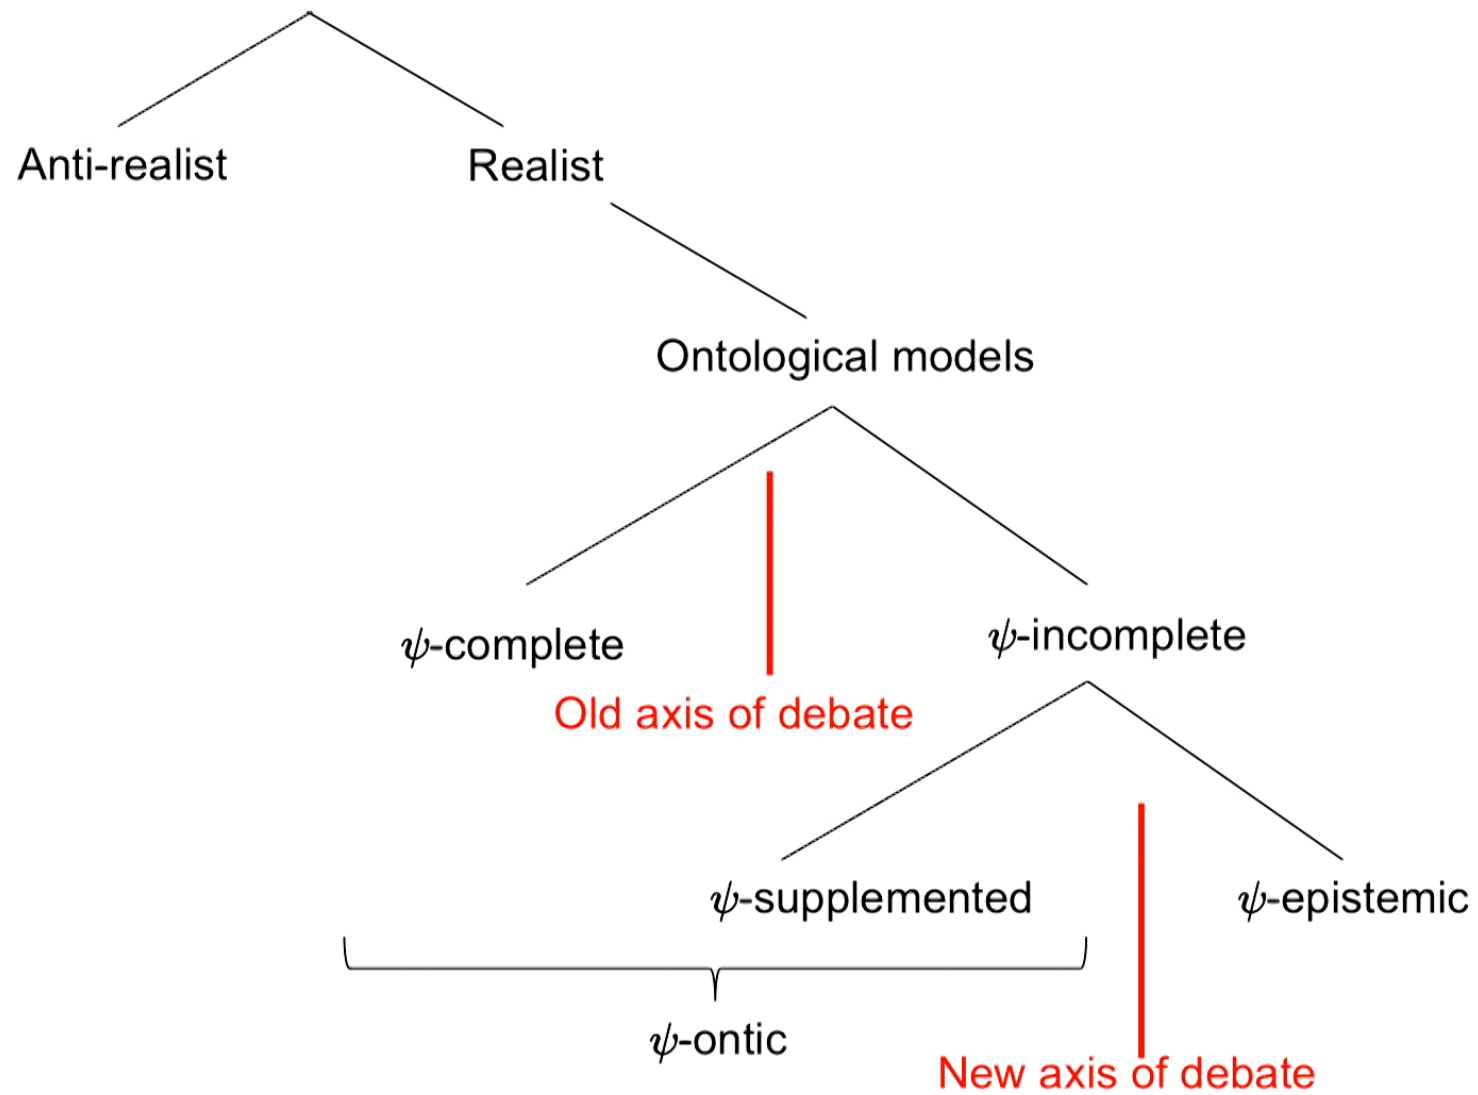 Anti-realist
Realist
Ontological models
ψ-complete
ψ-incomplete
Old axis of debate
ψ-supplemented
ψ-epistemic
ψ-ontic
New axis of debate